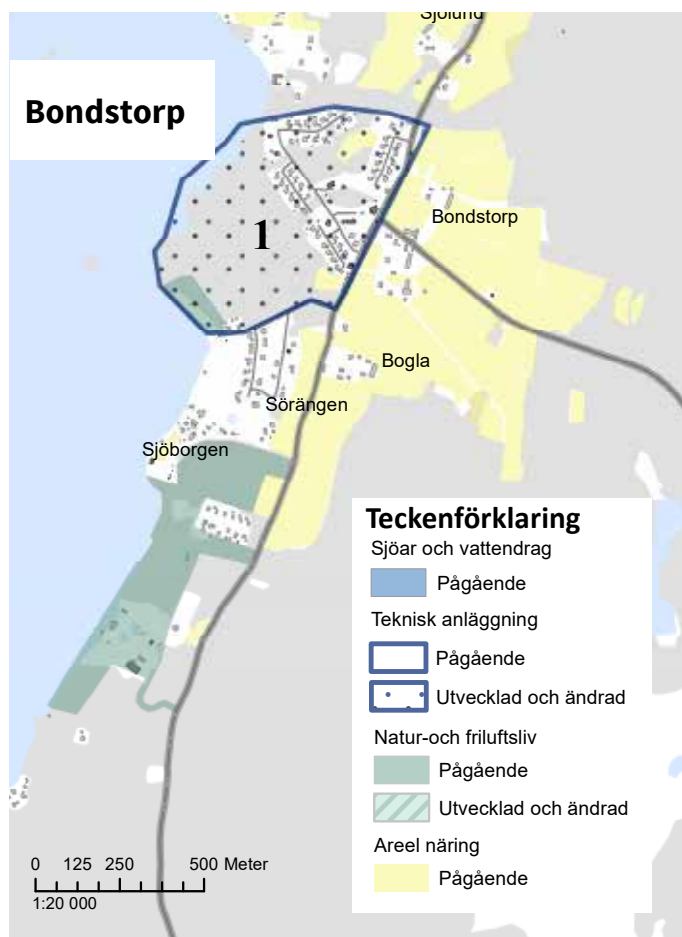 Sjölund
Bondstorp
1
Bondstorp
Bogla
Sörängen
Sjöborgen
Teckenförklaring
Sjöar och vattendrag
Pågående
Teknisk anläggning
Pågående
Utvecklad och ändrad
Natur-och friluftsliv
Pågående
Utvecklad och ändrad
Areel näring
Pågående
0 125 250 500 Meter
1:20 000